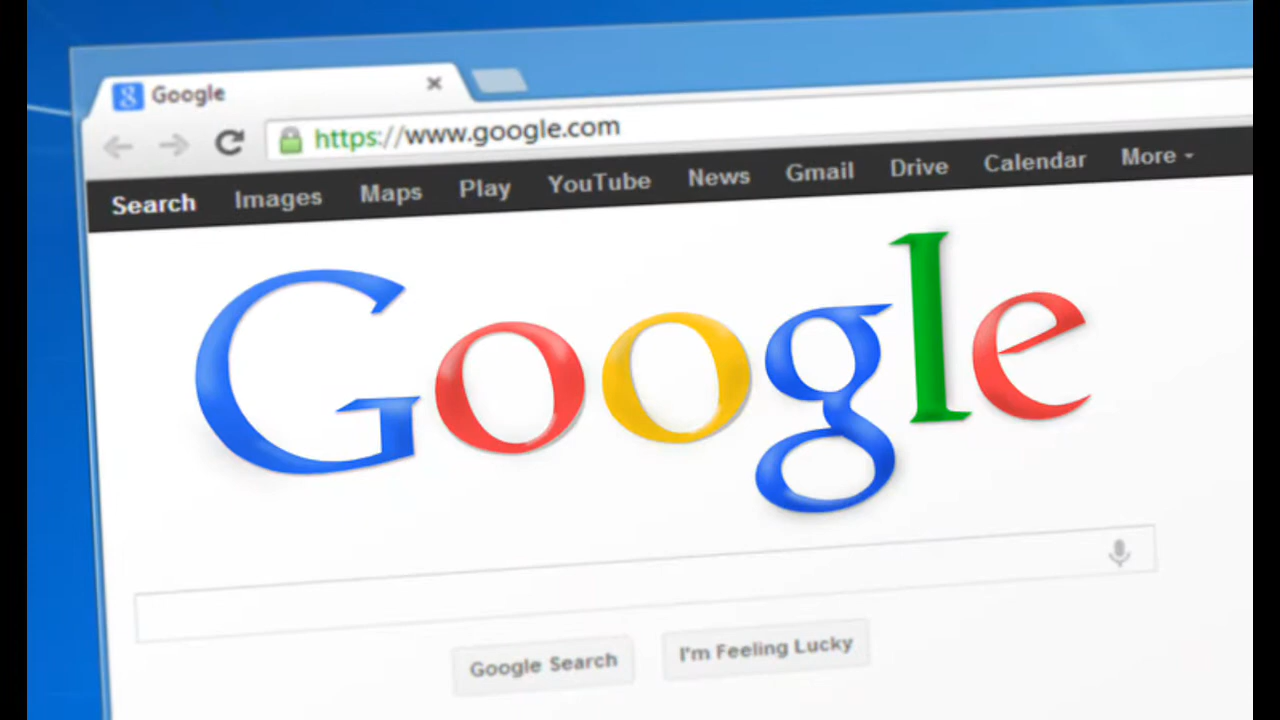 Google
https://www.google.com
Search Images Maps Play YouTube News Gmail Drive Calendar More
Google
Google Search I'm Feeling Lucky